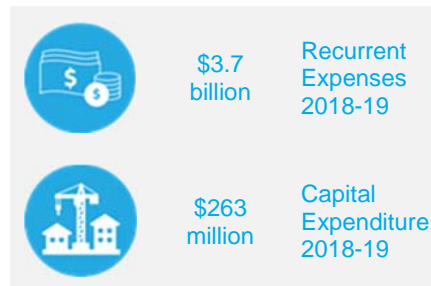 $
$
$3.7
billion
Recurrent
Expenses
2018-19
$263
million
Capital
Expenditure
2018-19